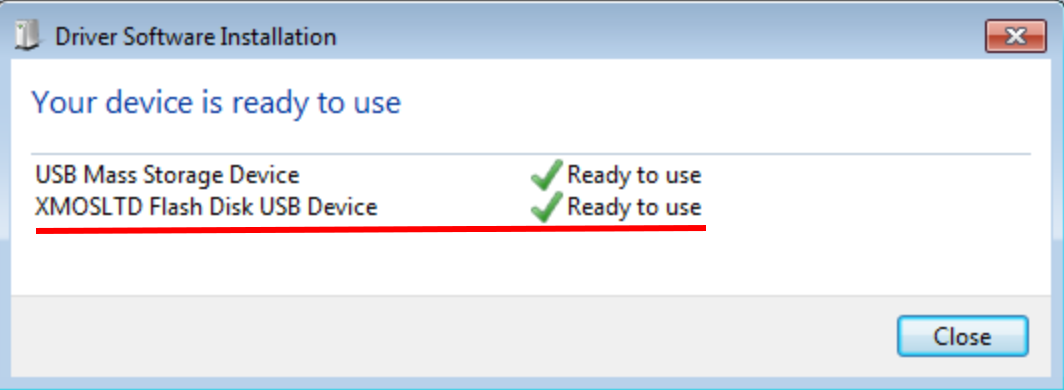 Driver Software Installation
Your device is ready to use
USB Mass Storage Device Ready to use
XMOSLTD Flash Disk USB Device Ready to use
Close